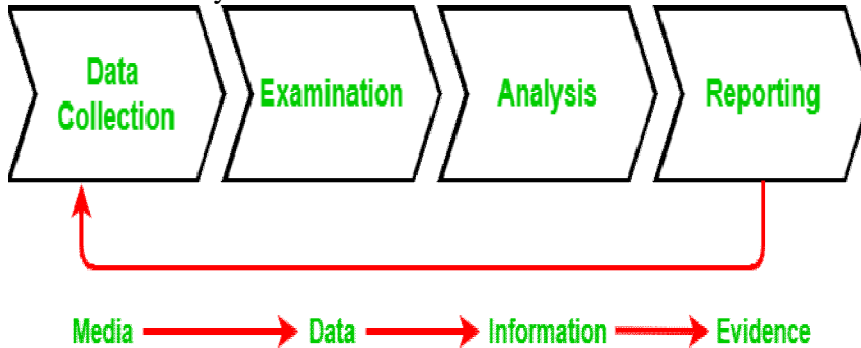 Data
Collection
Examination
Analysis
Reporting
Media
Data
Information
Evidence